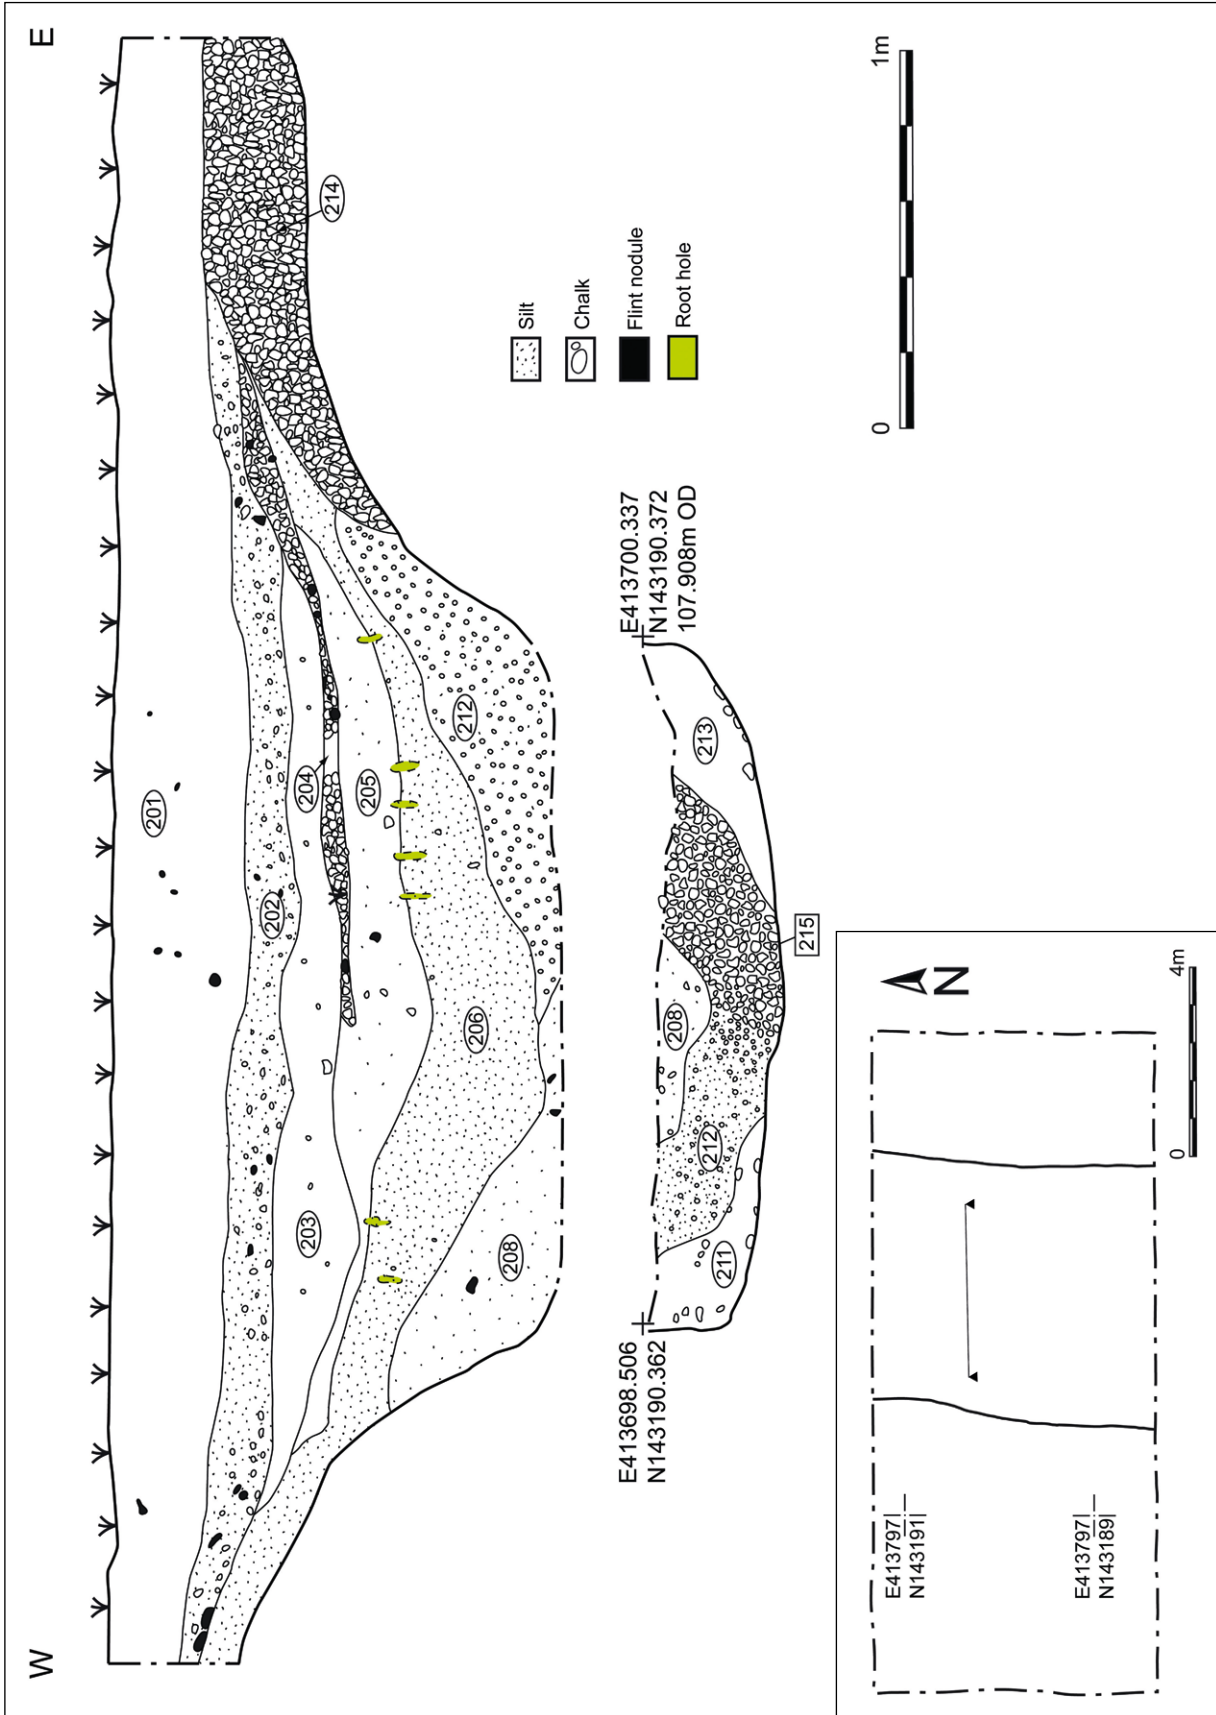 W
E
201
202
203
204
205
206
208
212
214
Silt
Chalk
Flint nodule
Root hole
E413698.506
N143190.362
E413700.337
N143190.372
107.908m OD
211
212
208
213
215
0 1m
E413797
N143191
E413797
N143189
N
0 4m